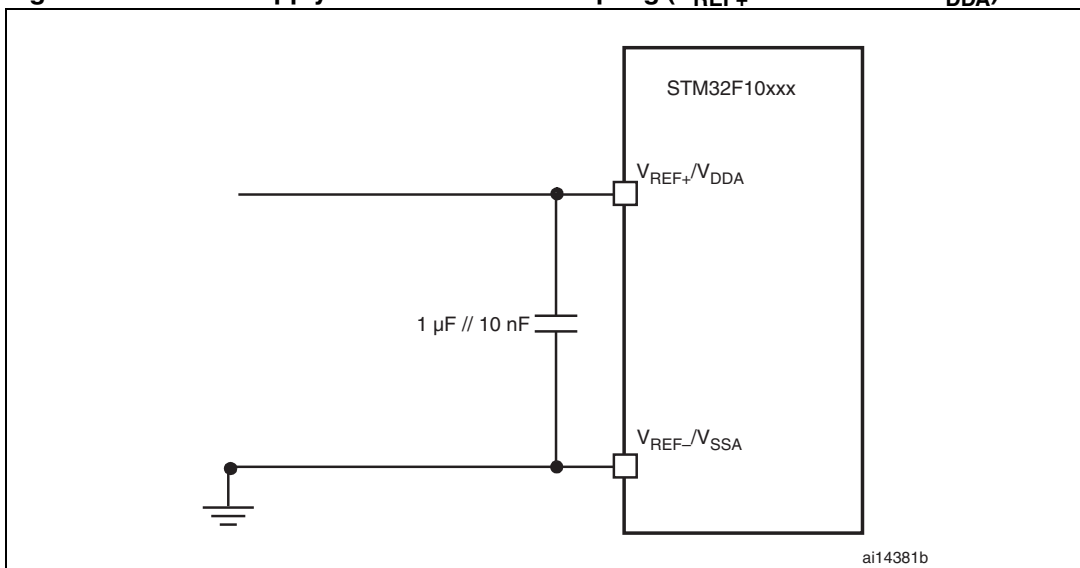 STM32F10xxx
VREF+/VDDA
1 µF // 10 nF
VREF–/VSSA
ai14381b